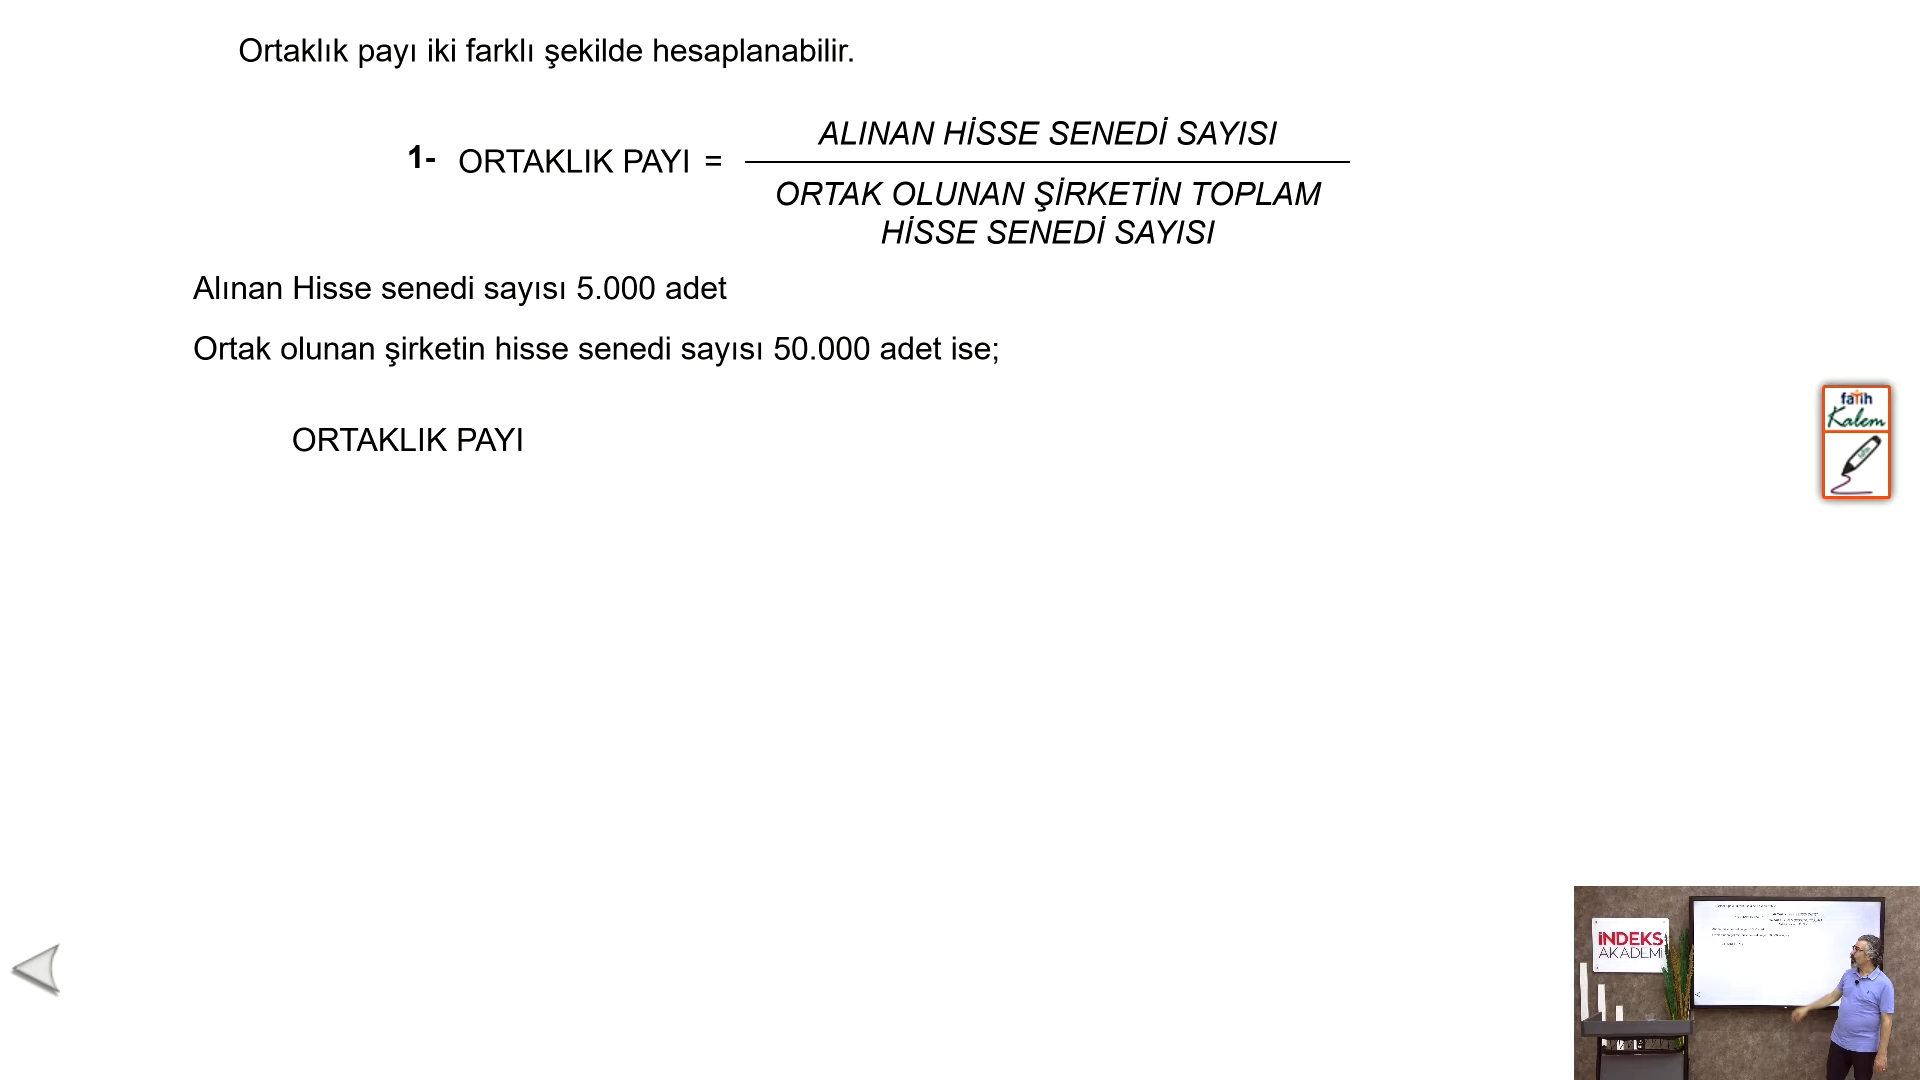 Ortaklık payı iki farklı şekilde hesaplanabilir.
1- ORTAKLIK PAYI =
ALINAN HİSSE SENEDİ SAYISI
ORTAK OLUNAN ŞİRKETİN TOPLAM
HİSSE SENEDİ SAYISI
Alınan Hisse senedi sayısı 5.000 adet
Ortak olunan şirketin hisse senedi sayısı 50.000 adet ise;
ORTAKLIK PAYI
fatih
Kalem
İNDEKS
AKADEMİ